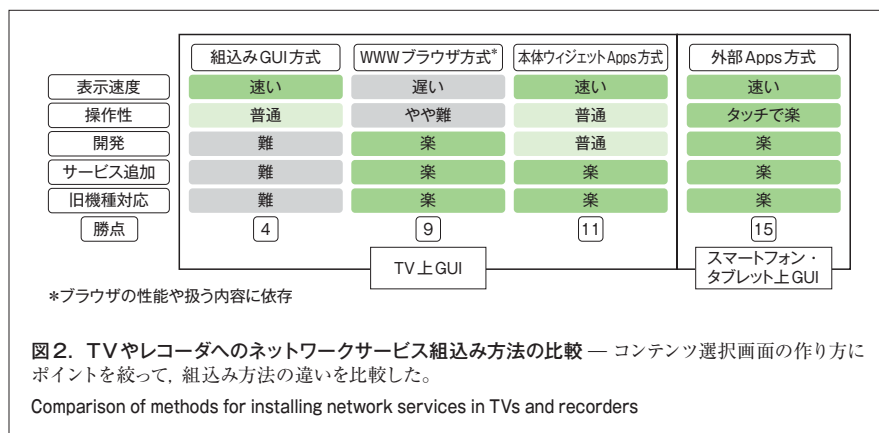 組込みGUI方式 WWWブラウザ方式* 本体ウィジェットApps方式 外部Apps方式
表示速度 速い 遅い 速い 速い
操作性 普通 やや難 普通 タッチで楽
開発 難 楽 普通 楽
サービス追加 難 楽 楽 楽
旧機種対応 難 楽 楽 楽
勝点 4 9 11 15
TV上GUI
スマートフォン・
タブレット上GUI
*ブラウザの性能や扱う内容に依存
図2. TVやレコーダへのネットワークサービス組込み方法の比較 — コンテンツ選択画面の作り方に
ポイントを絞って,組込み方法の違いを比較した。
Comparison of methods for installing network services in TVs and recorders